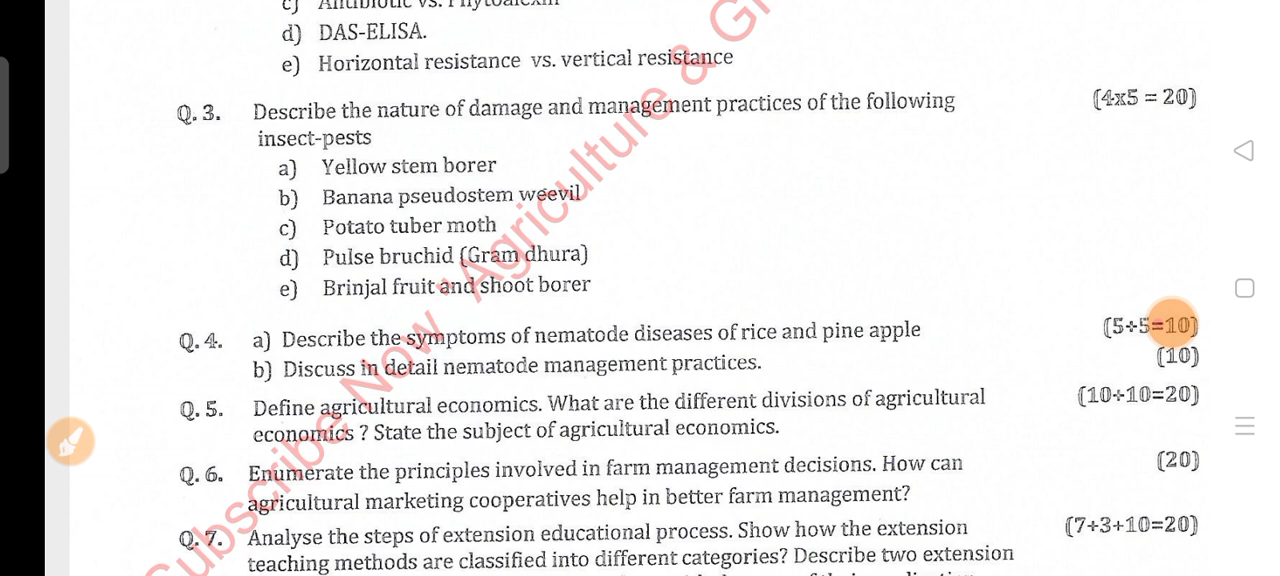 c) Antibiotic vs. Phytoalexin
d) DAS-ELISA.
e) Horizontal resistance vs. vertical resistance
Q. 3. Describe the nature of damage and management practices of the following (4x5 = 20)
insect-pests
a) Yellow stem borer
b) Banana pseudostem weevil
c) Potato tuber moth
d) Pulse bruchid (Gram dhura)
e) Brinjal fruit and shoot borer
Q. 4. a) Describe the symptoms of nematode diseases of rice and pine apple (5+5=10)
b) Discuss in detail nematode management practices. (10)
Q. 5. Define agricultural economics. What are the different divisions of agricultural (10+10=20)
economics ? State the subject of agricultural economics.
Q. 6. Enumerate the principles involved in farm management decisions. How can (20)
agricultural marketing cooperatives help in better farm management?
Q. 7. Analyse the steps of extension educational process. Show how the extension (7+3+10=20)
teaching methods are classified into different categories? Describe two extension
Subscribe Now "Agriculture & G